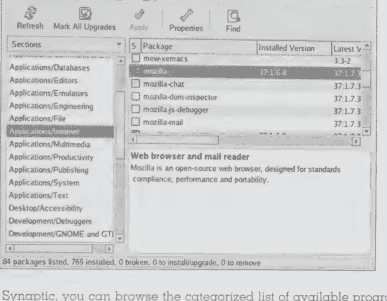 Refresh Mark All Upgrades Apply Properties Find
Sections S Package Installed Version Latest V
mew-xemacs 3.3-2
Applications/Databases mozilla 37:1.6-8 37:1.7.3
Applications/Editors mozilla-chat 37:1.7.3
Applications/Emulators mozilla-dom-inspector 37:1.7.3
Applications/Engineering mozilla-js-debugger 37:1.7.3
Applications/File mozilla-mail 37:1.7.3
Applications/Internet
Applications/Multimedia
Applications/Productivity Web browser and mail reader
Applications/Publishing Mozilla is an open-source web browser, designed for standards
Applications/System compliance, performance and portability.
Applications/Text
Desktop/Accessibility
Development/Debuggers
Development/GNOME and GTK
84 packages listed, 769 installed, 0 broken, 0 to install/upgrade, 0 to remove
Synaptic, you can browse the categorized list of available progr